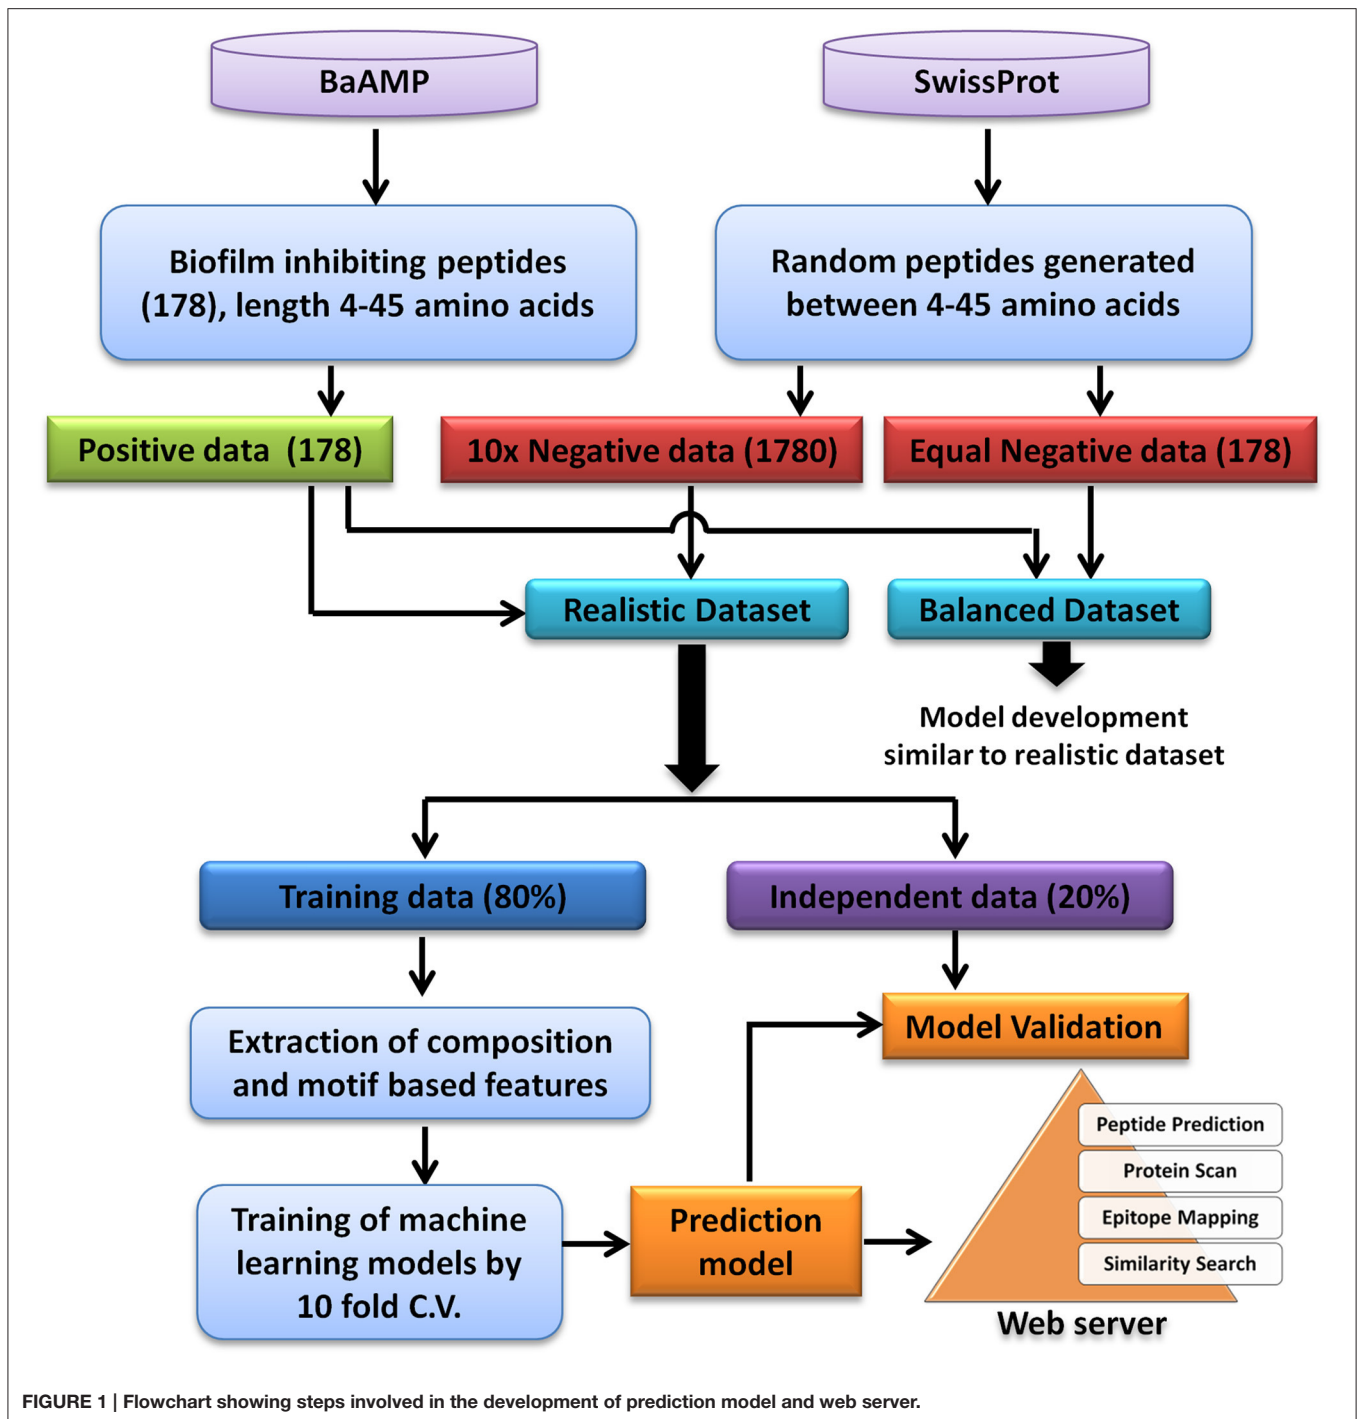 BaAMP
SwissProt
Biofilm inhibiting peptides
(178), length 4-45 amino acids
Random peptides generated
between 4-45 amino acids
Positive data (178)
10x Negative data (1780)
Equal Negative data (178)
Realistic Dataset
Balanced Dataset
Model development
similar to realistic dataset
Training data (80%)
Independent data (20%)
Extraction of composition
and motif based features
Model Validation
Peptide Prediction
Protein Scan
Epitope Mapping
Similarity Search
Training of machine
learning models by
10 fold C.V.
Prediction
model
Web server
FIGURE 1 | Flowchart showing steps involved in the development of prediction model and web server.